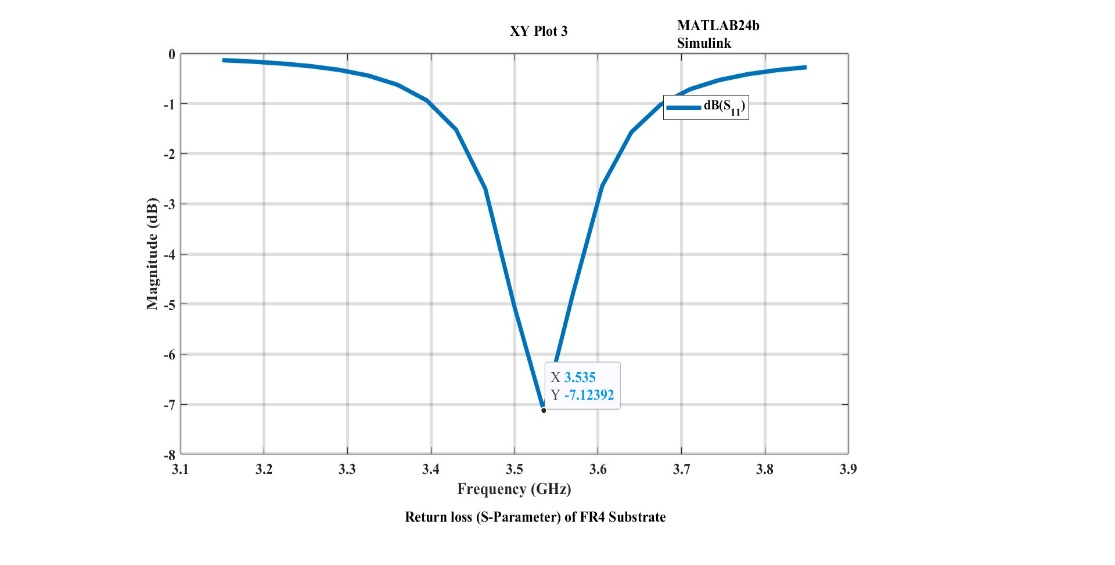 XY Plot 3
MATLAB24b
Simulink
0
-1
-2
-3
-4
-5
-6
-7
-8
Magnitude (dB)
dB(S11)
X 3.535
Y -7.12392
3.1 3.2 3.3 3.4 3.5 3.6 3.7 3.8 3.9
Frequency (GHz)
Return loss (S-Parameter) of FR4 Substrate